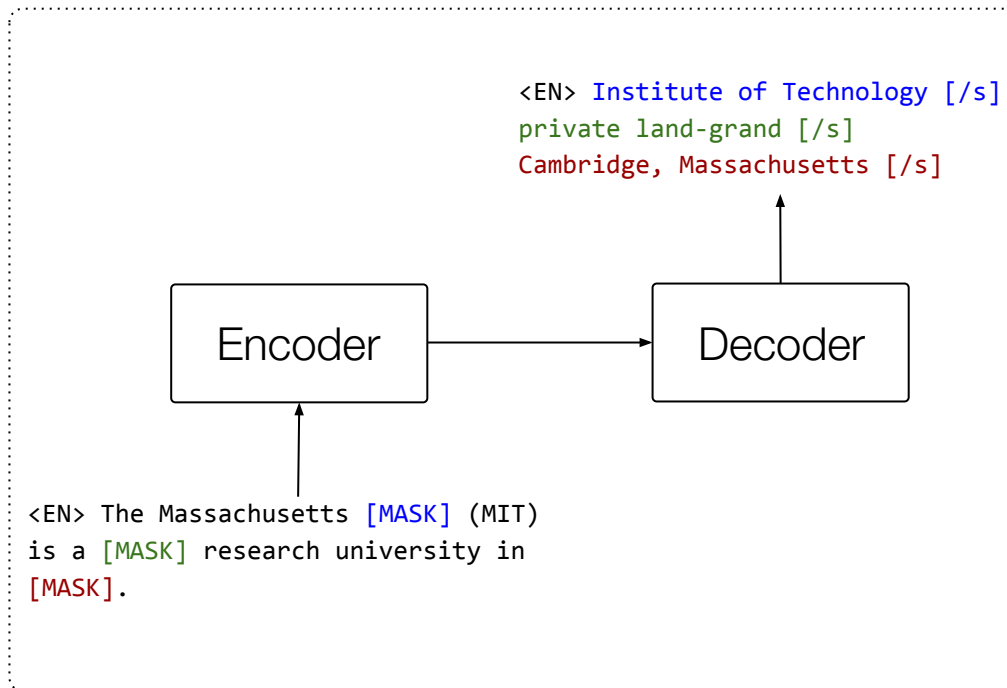 <EN> Institute of Technology [/s]
private land-grand [/s]
Cambridge, Massachusetts [/s]
Encoder
Decoder
<EN> The Massachusetts [MASK] (MIT)
is a [MASK] research university in
[MASK].